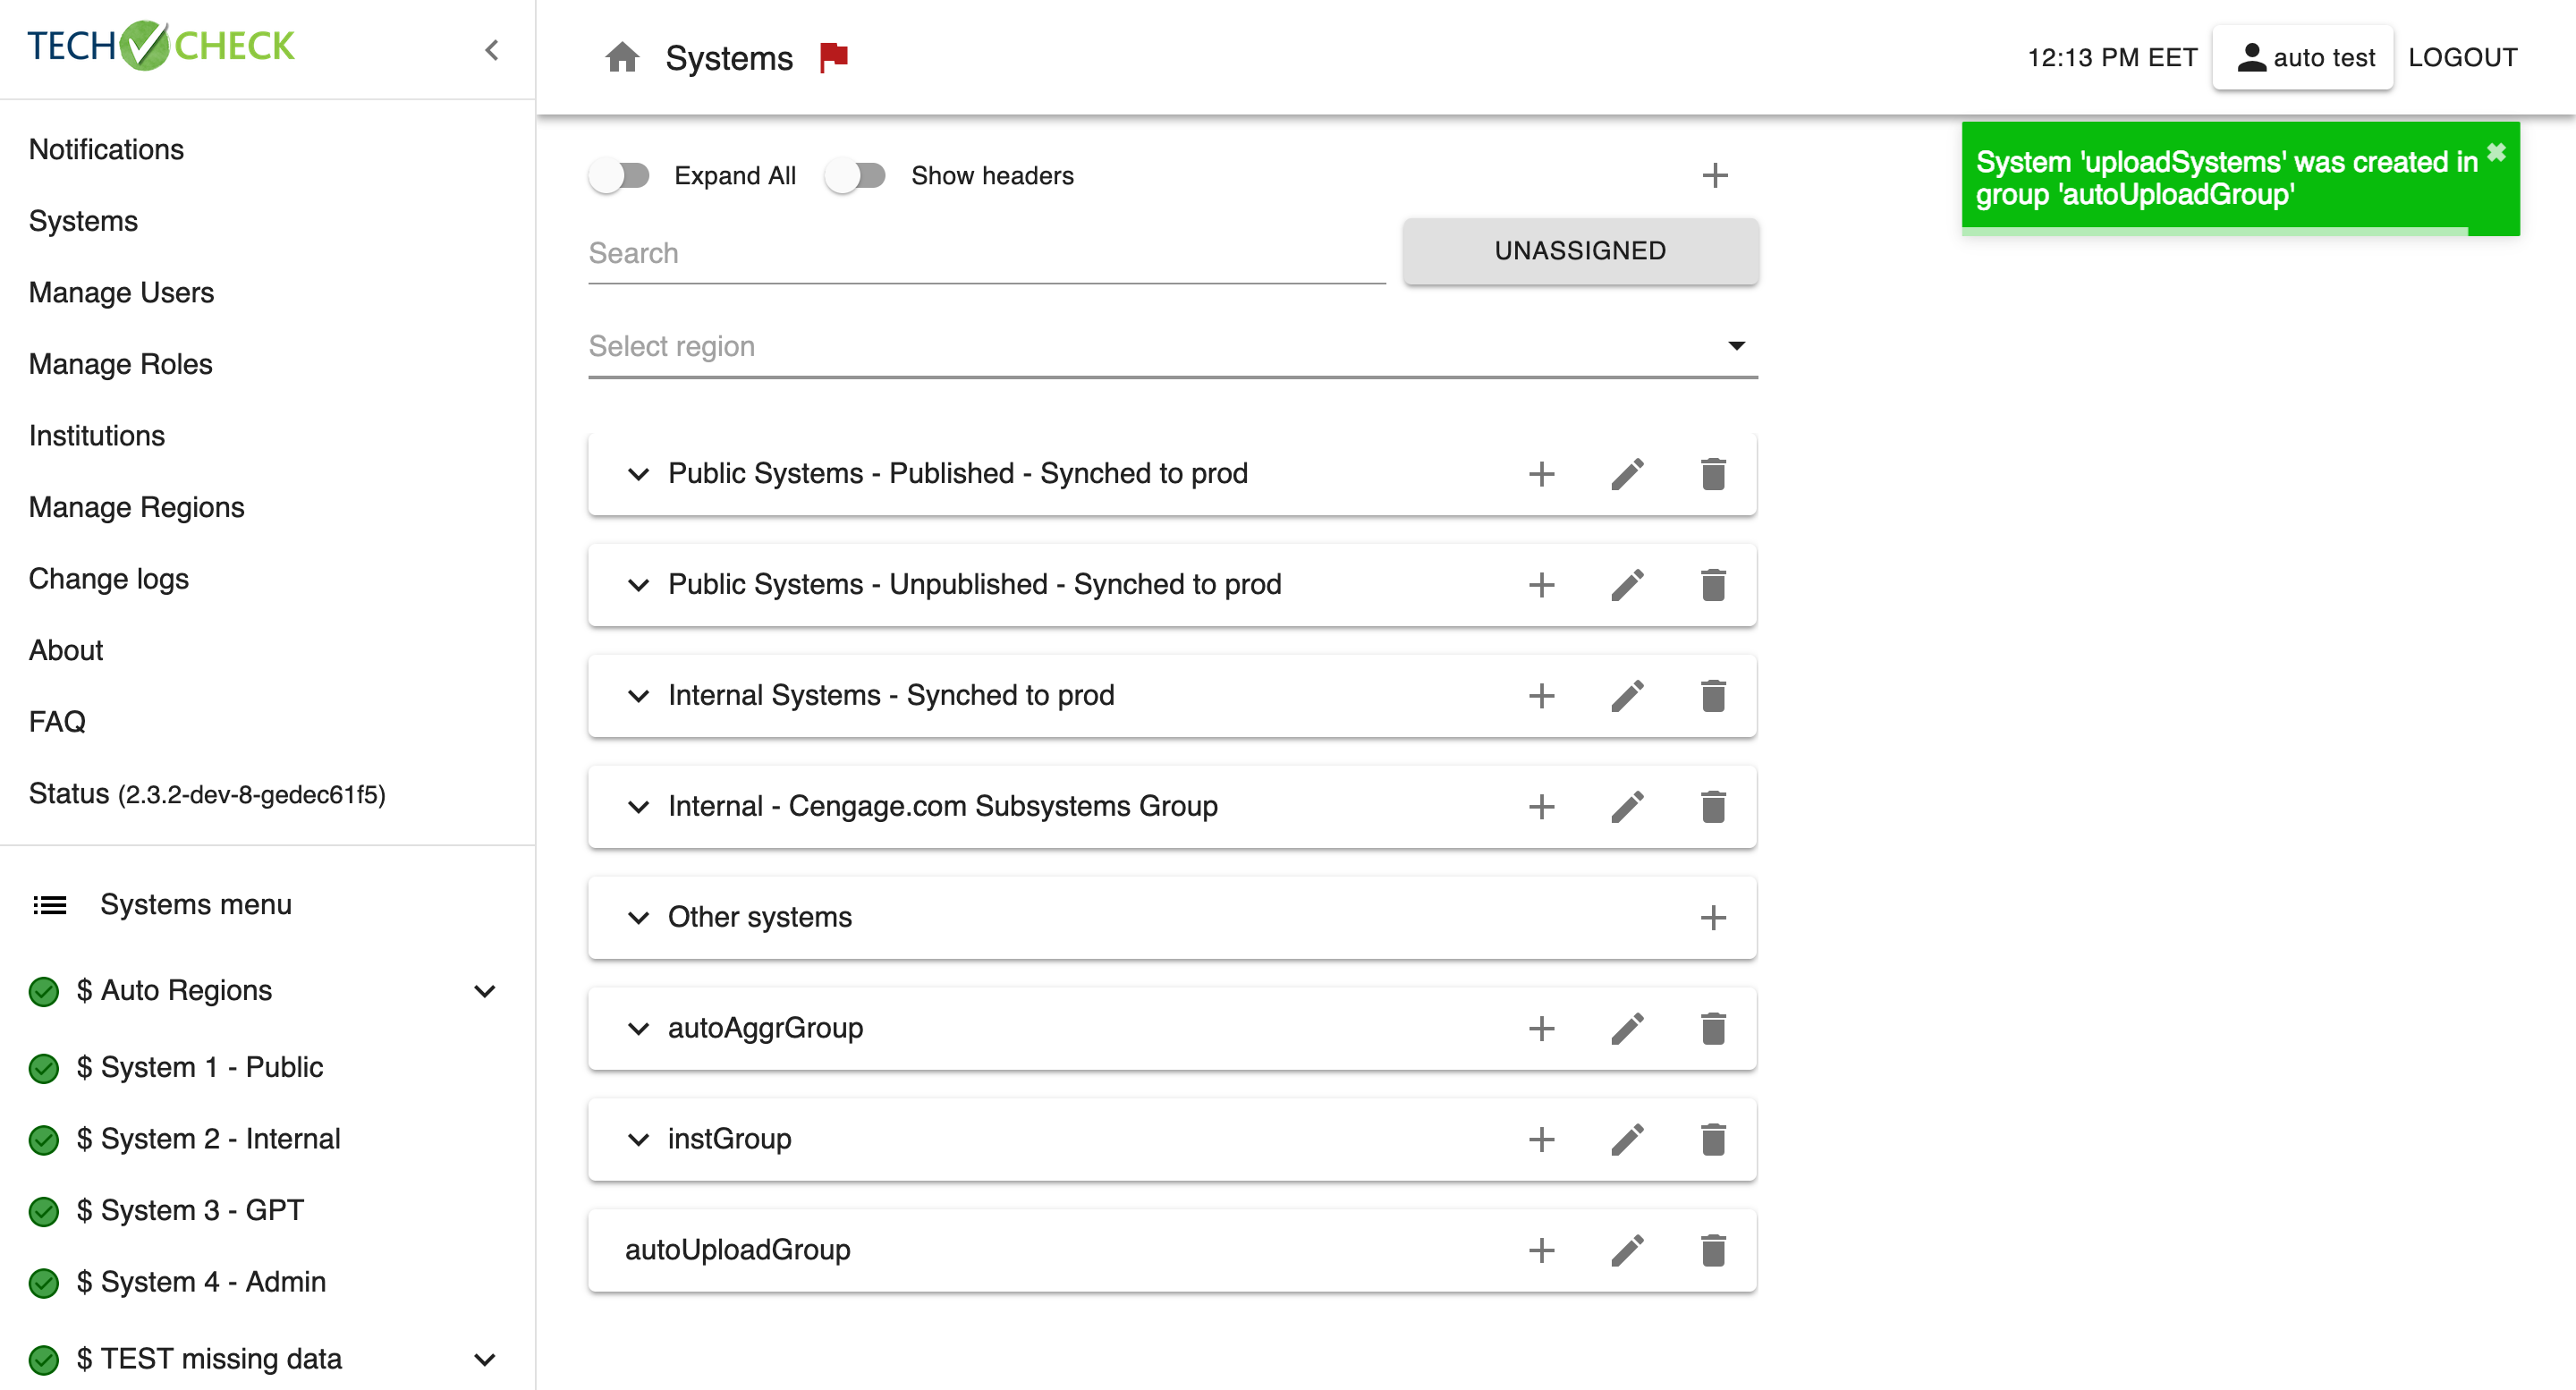 TECH CHECK
Notifications
Systems
Manage Users
Manage Roles
Institutions
Manage Regions
Change logs
About
FAQ
Status (2.3.2-dev-8-gedec61f5)
Systems menu
$ Auto Regions
$ System 1 - Public
$ System 2 - Internal
$ System 3 - GPT
$ System 4 - Admin
$ TEST missing data
Systems
12:13 PM EET
auto test
LOGOUT
System 'uploadSystems' was created in
group 'autoUploadGroup'
Expand All
Show headers
Search
UNASSIGNED
Select region
Public Systems - Published - Synched to prod
Public Systems - Unpublished - Synched to prod
Internal Systems - Synched to prod
Internal - Cengage.com Subsystems Group
Other systems
autoAggrGroup
instGroup
autoUploadGroup